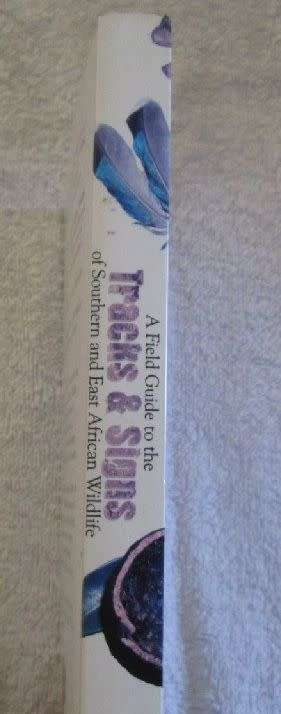 A Field Guide to the
Tracks & Signs
of Southern and East African Wildlife